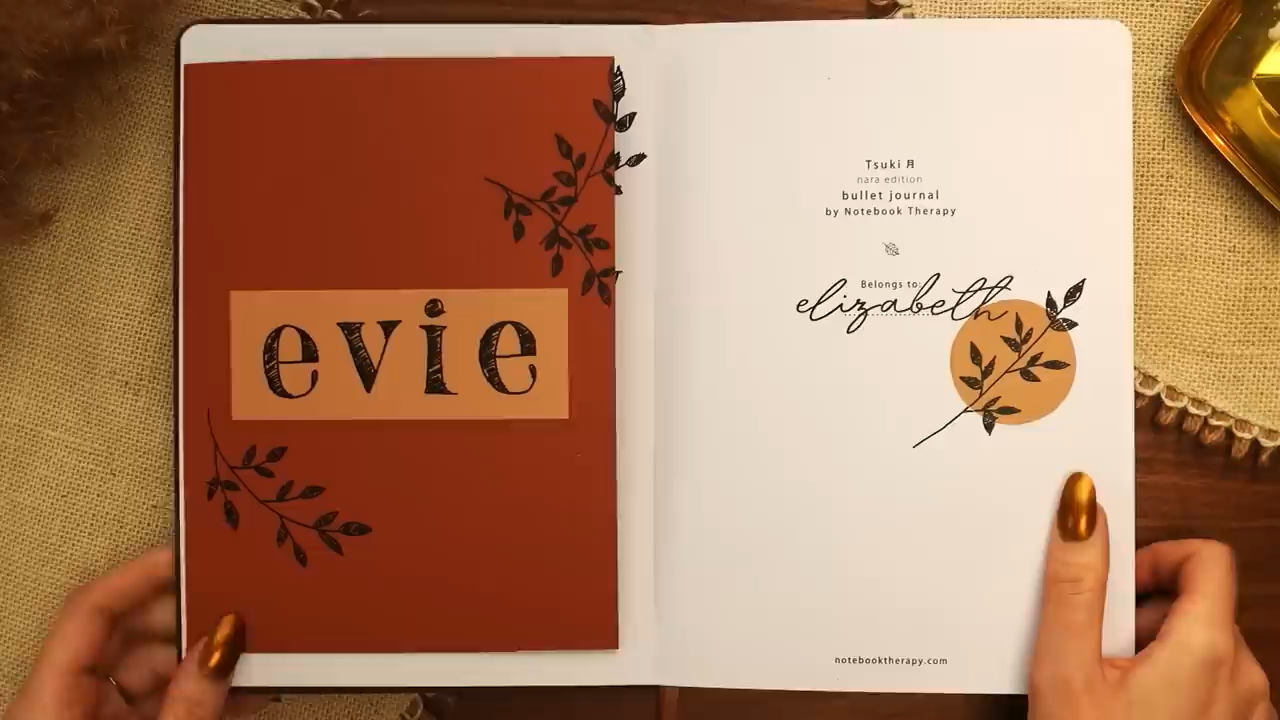 evie
Tsuki 月
nara edition
bullet journal
by Notebook Therapy
Belongs to:
elizabeth
notebooktherapy.com